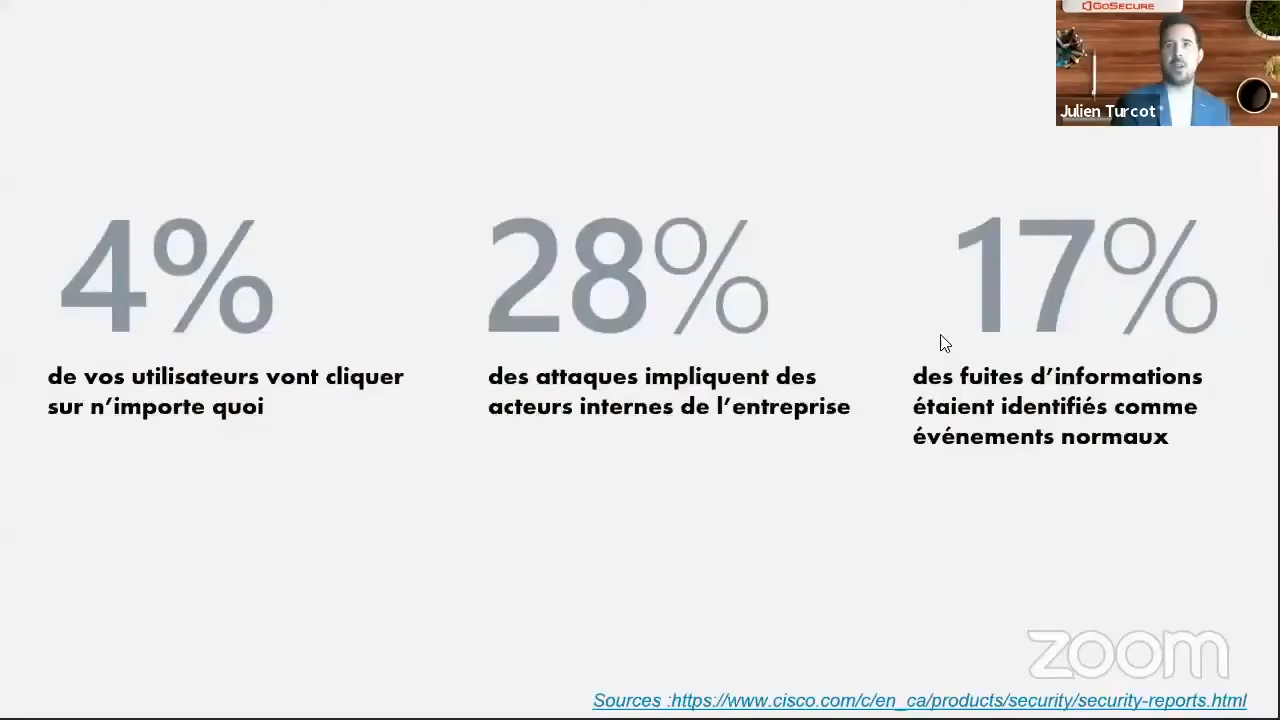 GoSecure
Julien Turcot
4%
28%
17%
de vos utilisateurs vont cliquer
sur n’importe quoi
des attaques impliquent des
acteurs internes de l’entreprise
des fuites d’informations
étaient identifiés comme
événements normaux
zoom
Sources :https://www.cisco.com/c/en_ca/products/security/security-reports.html